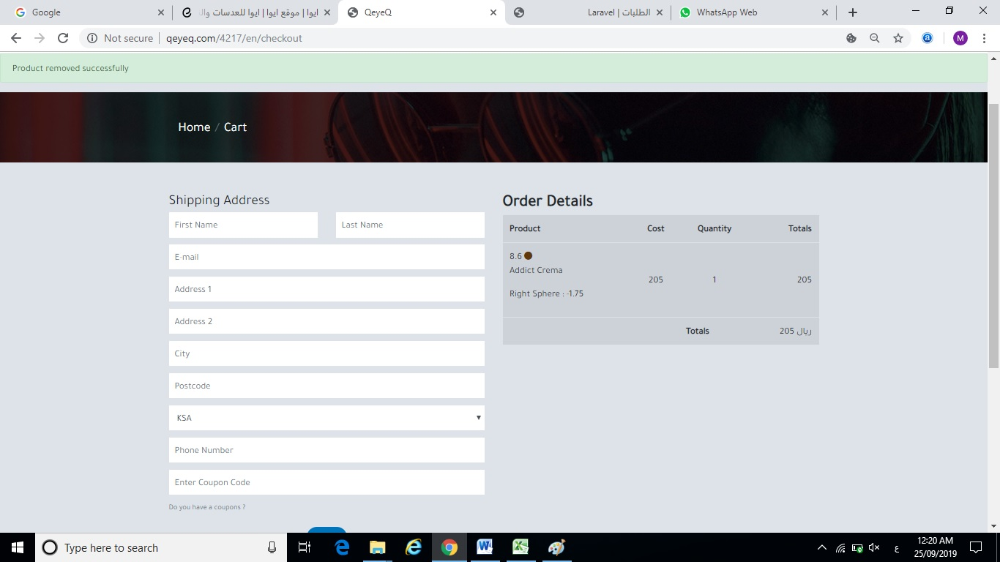 Google
ايوا | موقع ايوا | ايوا للعدسات وال
QeyeQ
الطلبات | Laravel
WhatsApp Web
Not secure
qeyeq.com/4217/en/checkout
M
Product removed successfully
Home / Cart
Shipping Address
First Name
Last Name
E-mail
Address 1
Address 2
City
Postcode
KSA
Phone Number
Enter Coupon Code
Do you have a coupons ?
Order Details
Product Cost Quantity Totals
8.6
Addict Crema
Right Sphere : -1.75
205 1 205
Totals 205 ريال
Type here to search
ع
12:20 AM
25/09/2019